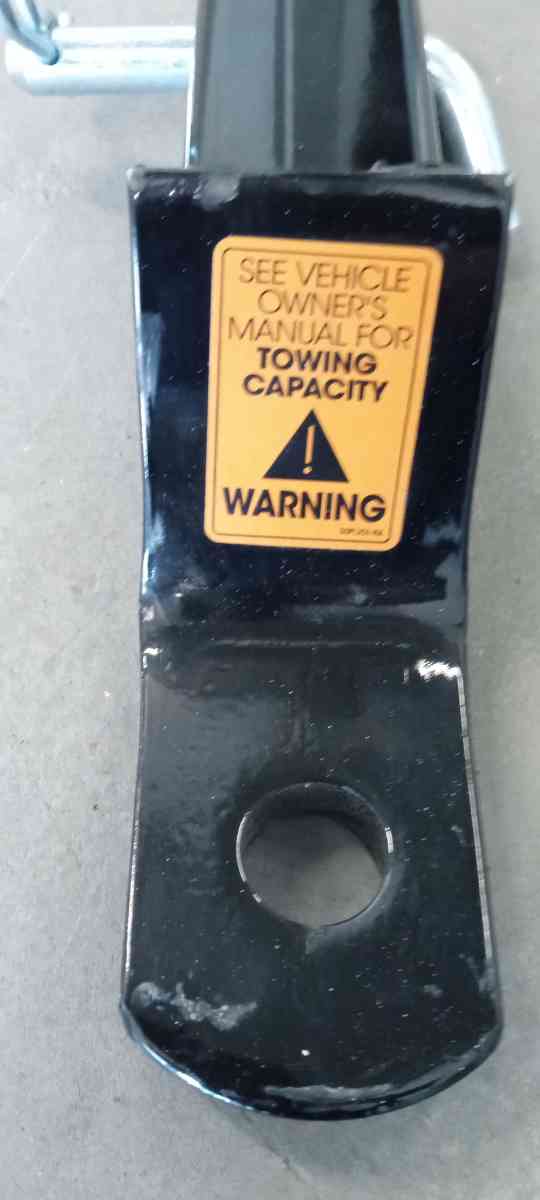 SEE VEHICLE
OWNER'S
MANUAL FOR
TOWING
CAPACITY
!
WARNING